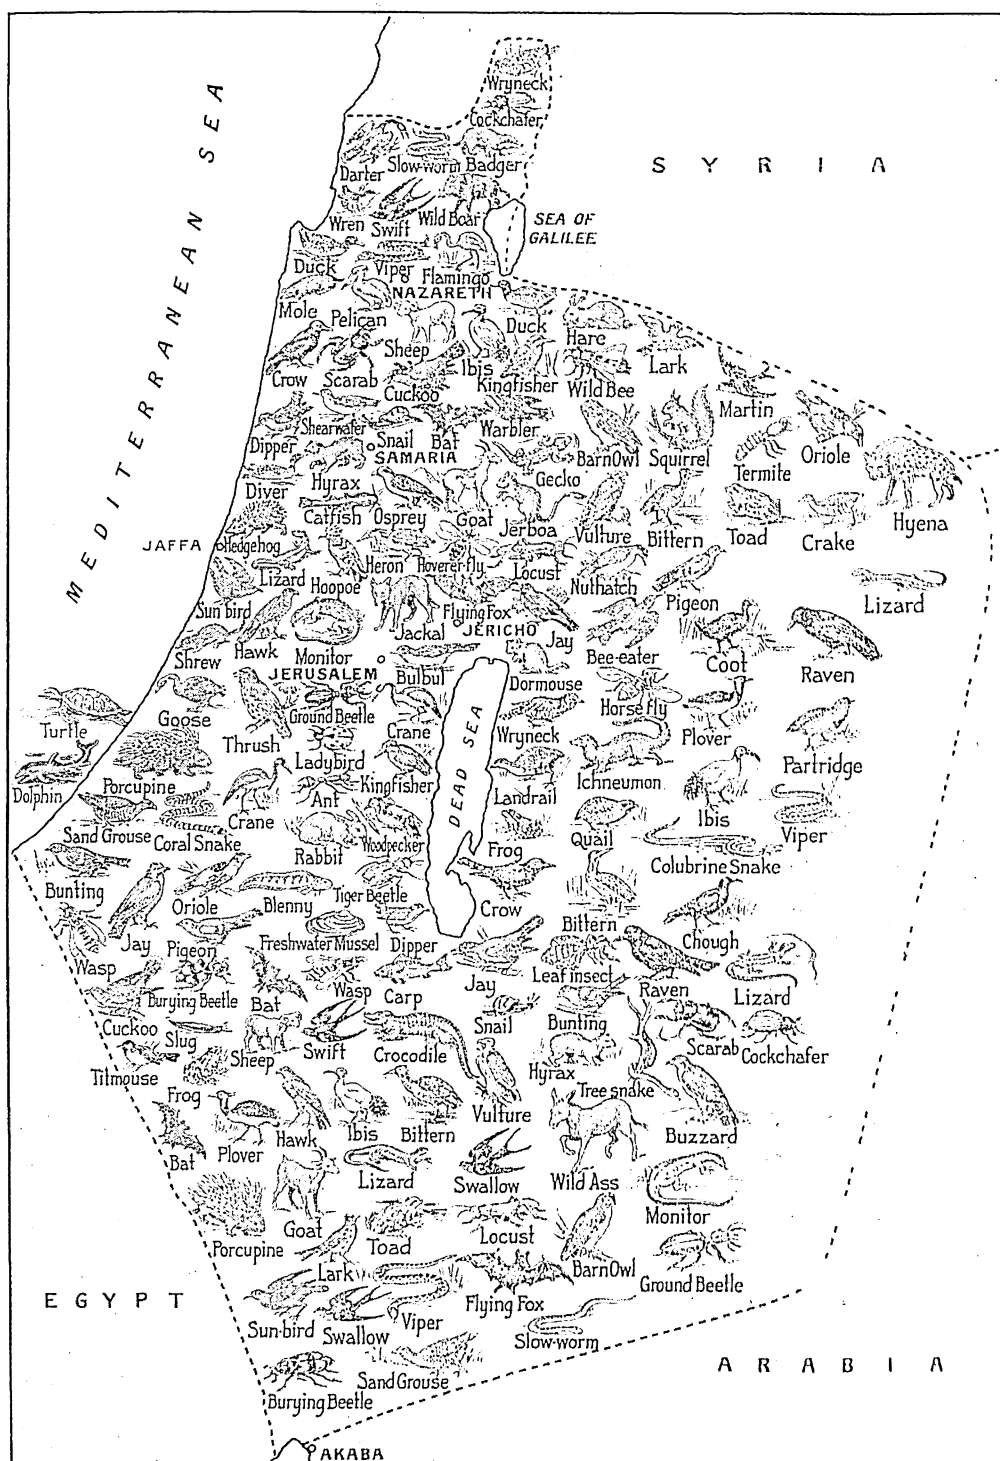 MEDITERRANEAN SEA
Wryneck
Cockchafer
SYRIA
Darter
Slow-worm
Badger
Wren
Swift
Wild Boar
SEA OF
GALILEE
Duck
Viper
Flamingo
NAZARETH
Mole
Pelican
Sheep
Ibis
Duck
Hare
Lark
Crow
Scarab
Cuckoo
Kingfisher
Wild Bee
Martin
Dipper
Shearwater
Snail
Bat
Warbler
SAMARIA
Barn Owl
Squirrel
Termite
Oriole
Hyena
Diver
Hyrax
Gecko
Catfish
Osprey
Goat
Jerboa
Vulture
Bittern
Toad
Crake
JAFFA
Hedgehog
Lizard
Hoopoe
Heron
Hoverer-fly
Locust
Nuthatch
Pigeon
Lizard
Sun bird
Flying Fox
JERICHO
Jackal
Jay
Shrew
Hawk
Monitor
Bee-eater
Coot
Raven
JERUSALEM
Bulbul
Dormouse
Turtle
Goose
Ground Beetle
Crane
Horse fly
DEAD SEA
Thrush
Ladybird
Wryneck
Plover
Partridge
Dolphin
Porcupine
Crane
Ant
Kingfisher
Landrail
Ichneumon
Ibis
Viper
Sand Grouse
Coral Snake
Rabbit
Woodpecker
Frog
Quail
Colubrine Snake
Bunting
Oriole
Blenny
Tiger Beetle
Crow
Bittern
Chough
Wasp
Jay
Pigeon
Freshwater Mussel
Dipper
Burying Beetle
Bat
Wasp
Carp
Jay
Leaf insect
Raven
Lizard
Cuckoo
Slug
Sheep
Swift
Crocodile
Snail
Bunting
Scarab
Cockchafer
Titmouse
Frog
Hyrax
Tree snake
Vulture
Bat
Plover
Hawk
Ibis
Bittern
Buzzard
Lizard
Swallow
Wild Ass
Monitor
Porcupine
Goat
Toad
Locust
Lark
Barn Owl
Ground Beetle
EGYPT
Flying Fox
Sun-bird
Swallow
Viper
Slow-worm
Burying Beetle
Sand Grouse
ARABIA
AKABA